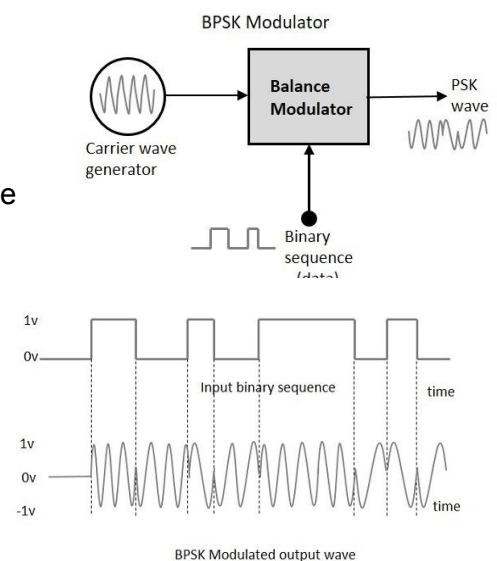 BPSK Modulator
Balance
Modulator
PSK
wave
Carrier wave
generator
e
Binary
sequence
(data)
1v
0v
Input binary sequence
time
1v
0v
-1v
time
BPSK Modulated output wave